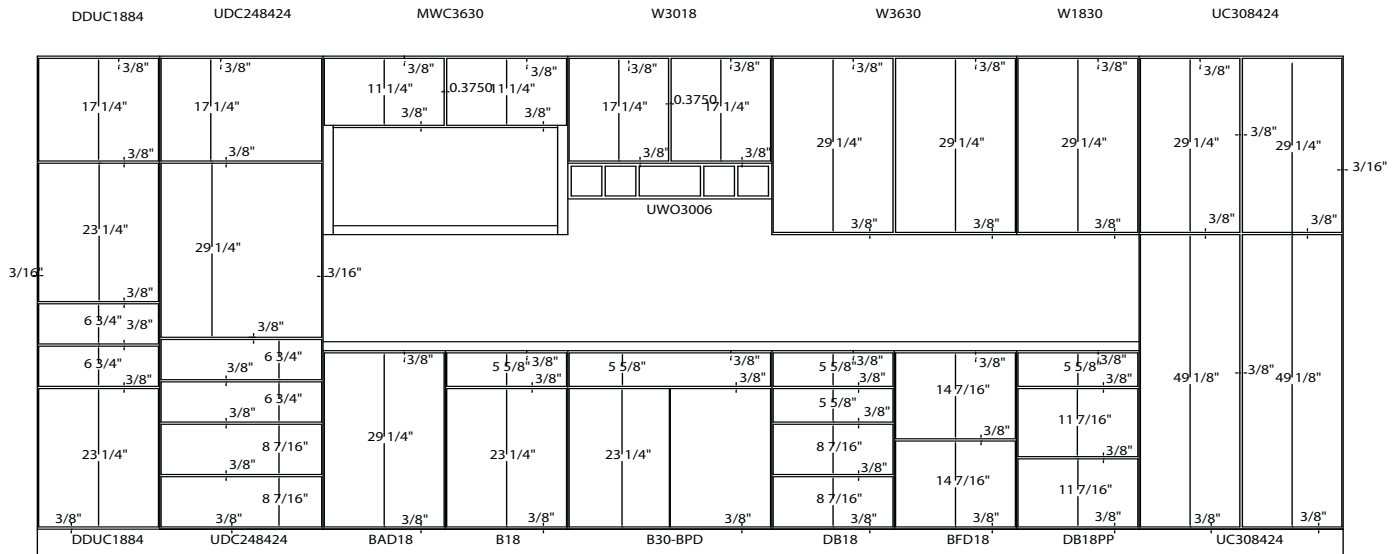 DDUC1884 UDC248424 MWC3630 W3018 W3630 W1830 UC308424
3/8" 3/8" 3/8" 3/8" 3/8" 3/8" 3/8" 3/8" 3/8"
11 1/4" 0.3750 11 1/4"
17 1/4" 17 1/4" 17 1/4" 0.3750 17 1/4"
3/8" 3/8"
3/8"
29 1/4" 29 1/4" 29 1/4" 29 1/4" 29 1/4"
3/8" 3/8" 3/8" 3/8"
3/16"
UWO3006
23 1/4" 3/8" 3/8" 3/8" 3/8" 3/8"
29 1/4"
3/16" 3/16"
3/8"
6 3/4" 3/8" 3/8"
6 3/4" 3/8" 3/8" 3/8" 3/8" 3/8" 3/8"
6 3/4" 5 5/8" 5 5/8" 5 5/8" 5 5/8"
3/8" 3/8" 3/8" 3/8" 3/8" 49 1/8" 3/8" 49 1/8"
6 3/4" 14 7/16"
5 5/8"
3/8" 3/8" 11 7/16"
29 1/4" 3/8"
8 7/16" 8 7/16"
23 1/4" 23 1/4" 23 1/4"
3/8" 3/8" 3/8"
14 7/16" 11 7/16"
8 7/16" 8 7/16"
3/8" 3/8" 3/8" 3/8" 3/8" 3/8" 3/8" 3/8" 3/8" 3/8"
DDUC1884 UDC248424 BAD18 B18 B30-BPD DB18 BFD18 DB18PP UC308424